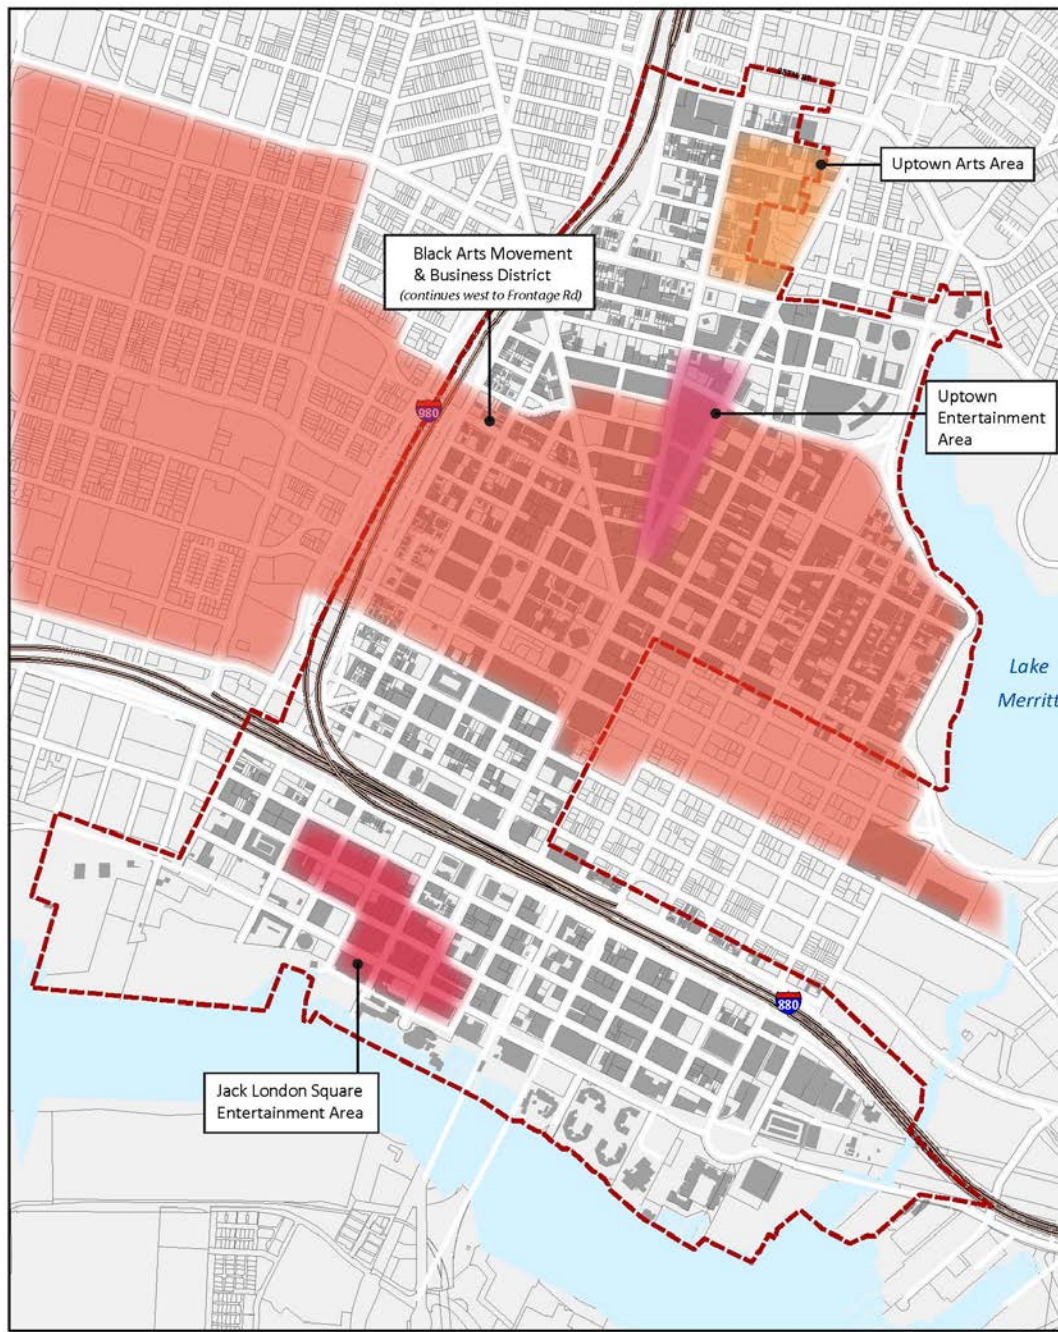 Uptown Arts Area
Black Arts Movement
& Business District
(continues west to Frontage Rd)
Uptown
Entertainment
Area
980
Lake
Merritt
880
Jack London Square
Entertainment Area